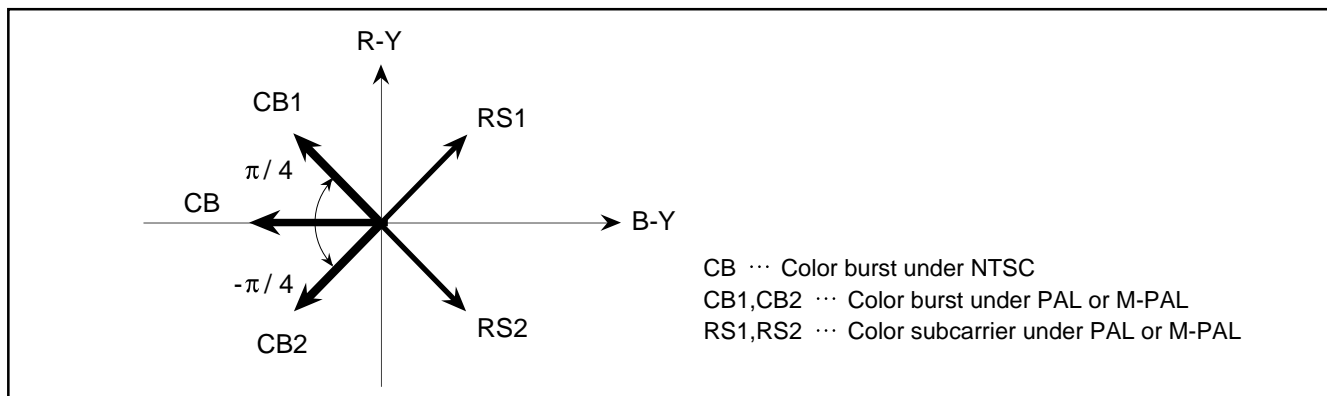 R-Y
CB1
RS1
π / 4
CB
B-Y
-π / 4
CB2
RS2
CB ··· Color burst under NTSC
CB1,CB2 ··· Color burst under PAL or M-PAL
RS1,RS2 ··· Color subcarrier under PAL or M-PAL